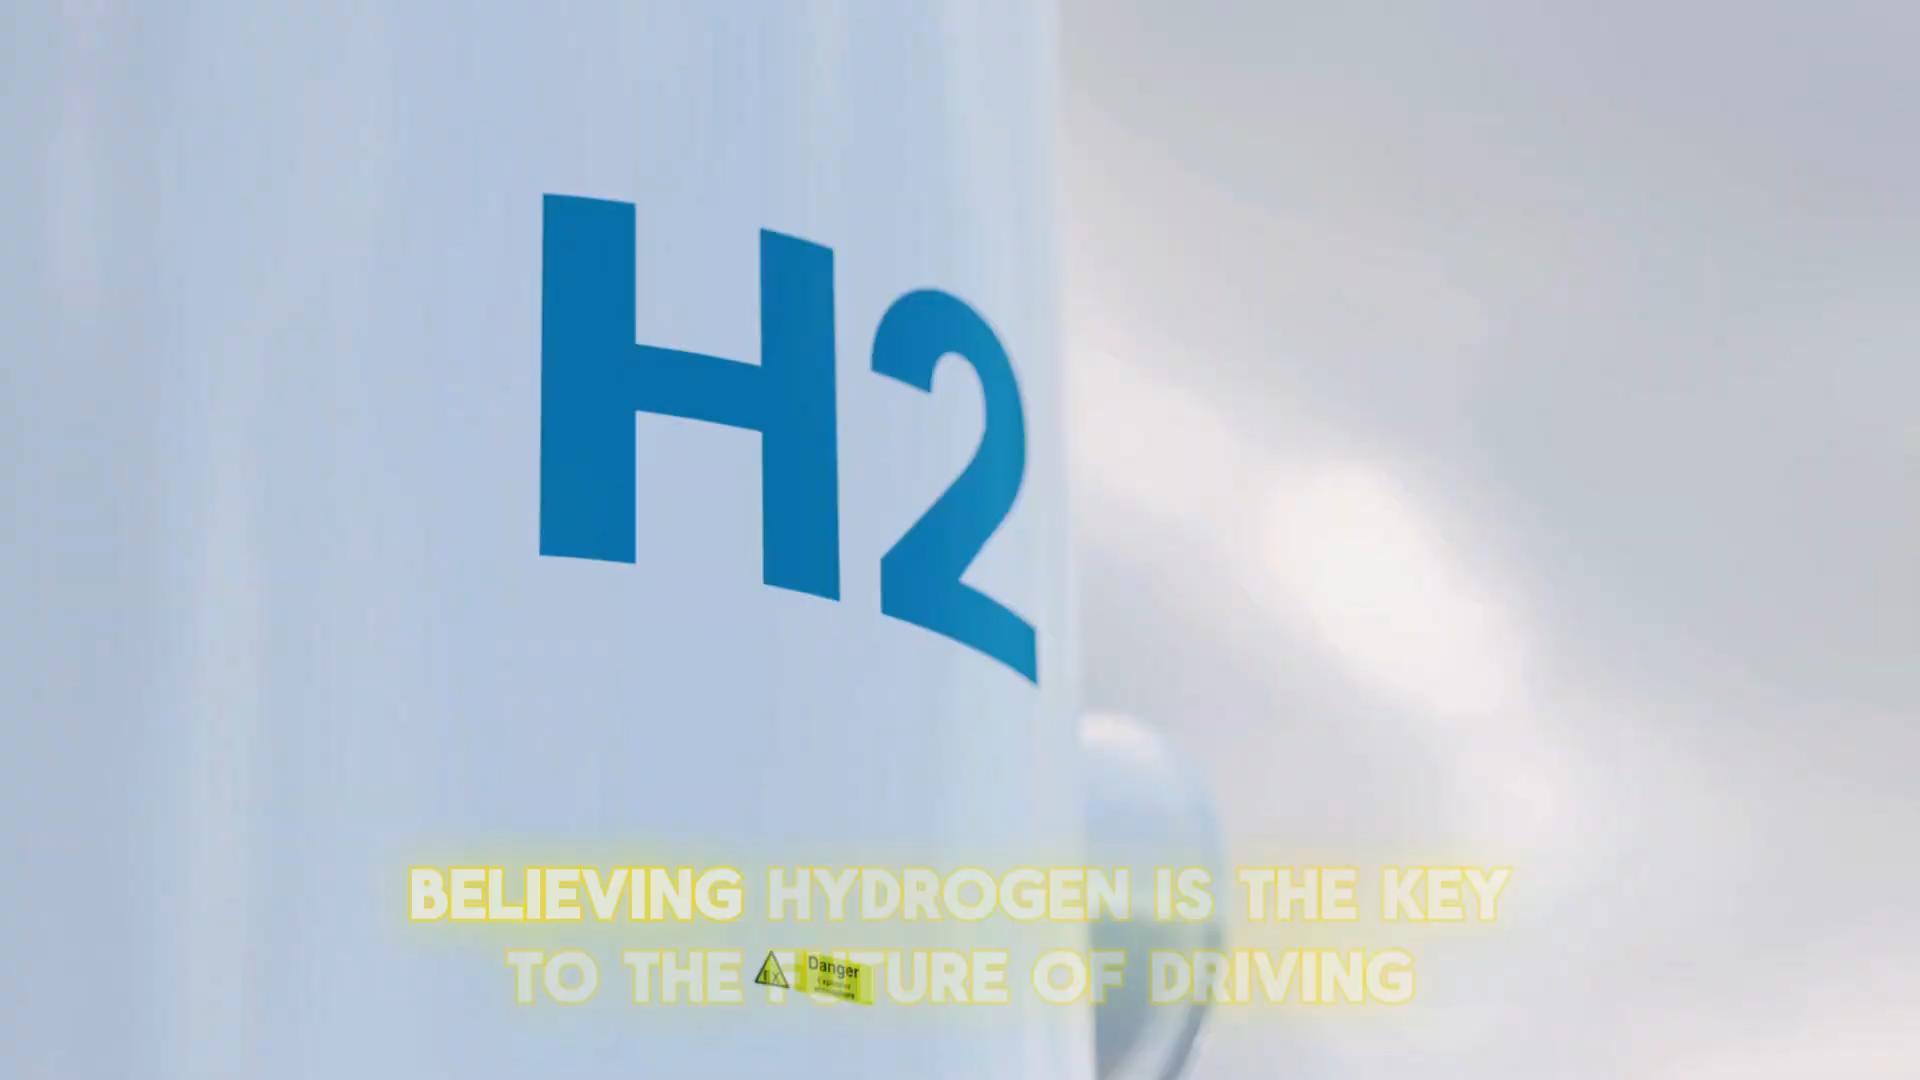 H2
BELIEVING HYDROGEN IS THE KEY
TO THE FUTURE OF DRIVING
Danger